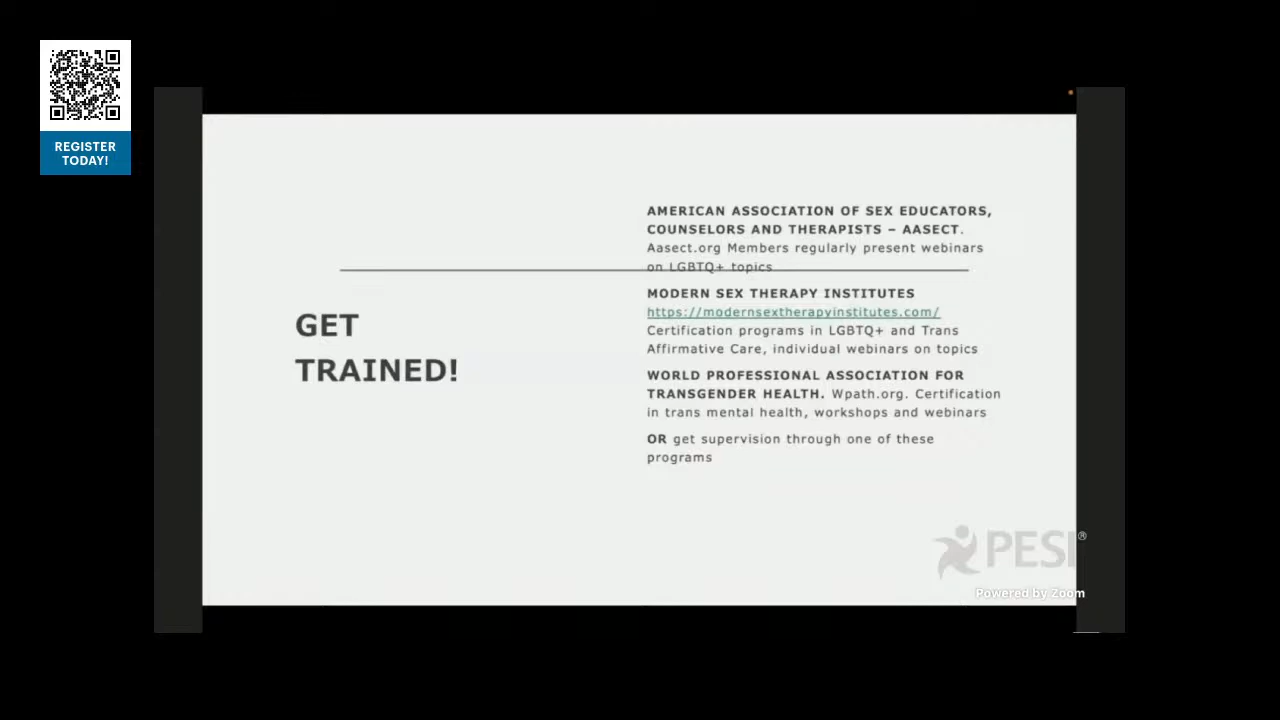 REGISTER
TODAY!
AMERICAN ASSOCIATION OF SEX EDUCATORS,
COUNSELORS AND THERAPISTS – AASECT.
Aasect.org Members regularly present webinars
on LGBTQ+ topics
MODERN SEX THERAPY INSTITUTES
https://modernsextherapyinstitutes.com/
Certification programs in LGBTQ+ and Trans
Affirmative Care, individual webinars on topics
WORLD PROFESSIONAL ASSOCIATION FOR
TRANSGENDER HEALTH. Wpath.org. Certification
in trans mental health, workshops and webinars
OR get supervision through one of these
programs
GET
TRAINED!
PESI®
Powered by Zoom